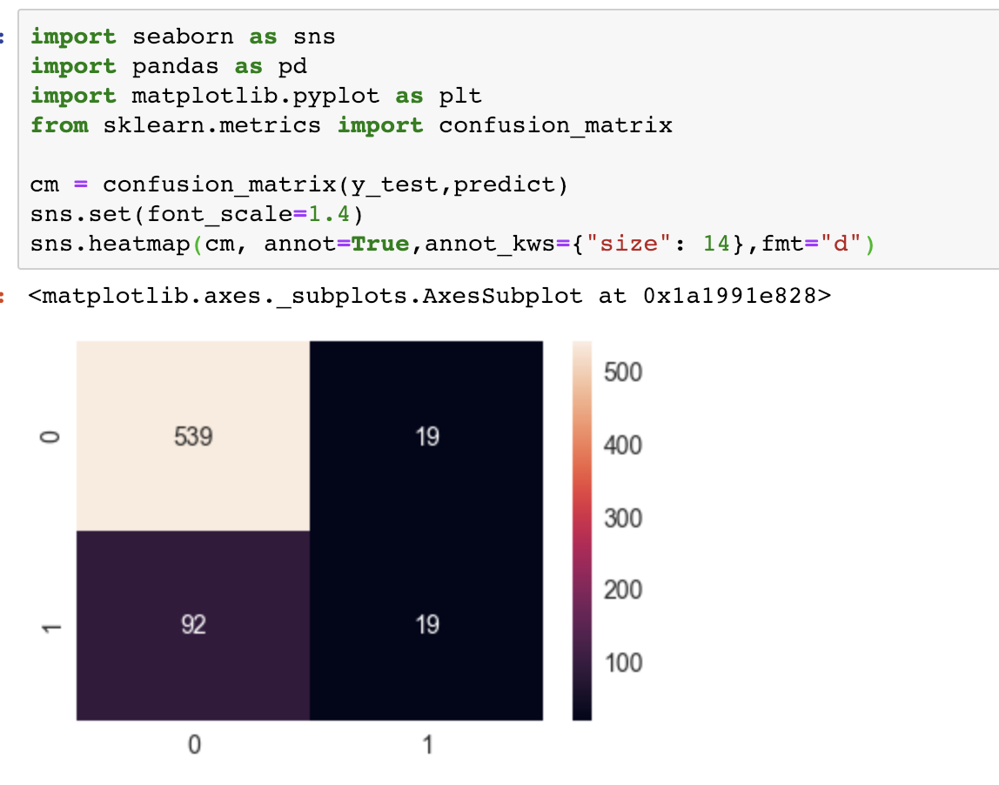 import seaborn as sns
import pandas as pd
import matplotlib.pyplot as plt
from sklearn.metrics import confusion_matrix
cm = confusion_matrix(y_test,predict)
sns.set(font_scale=1.4)
sns.heatmap(cm, annot=True,annot_kws={"size": 14},fmt="d")
<matplotlib.axes._subplots.AxesSubplot at 0x1a1991e828>
500
0 539 19
400
300
200
1 92 19
100
0 1